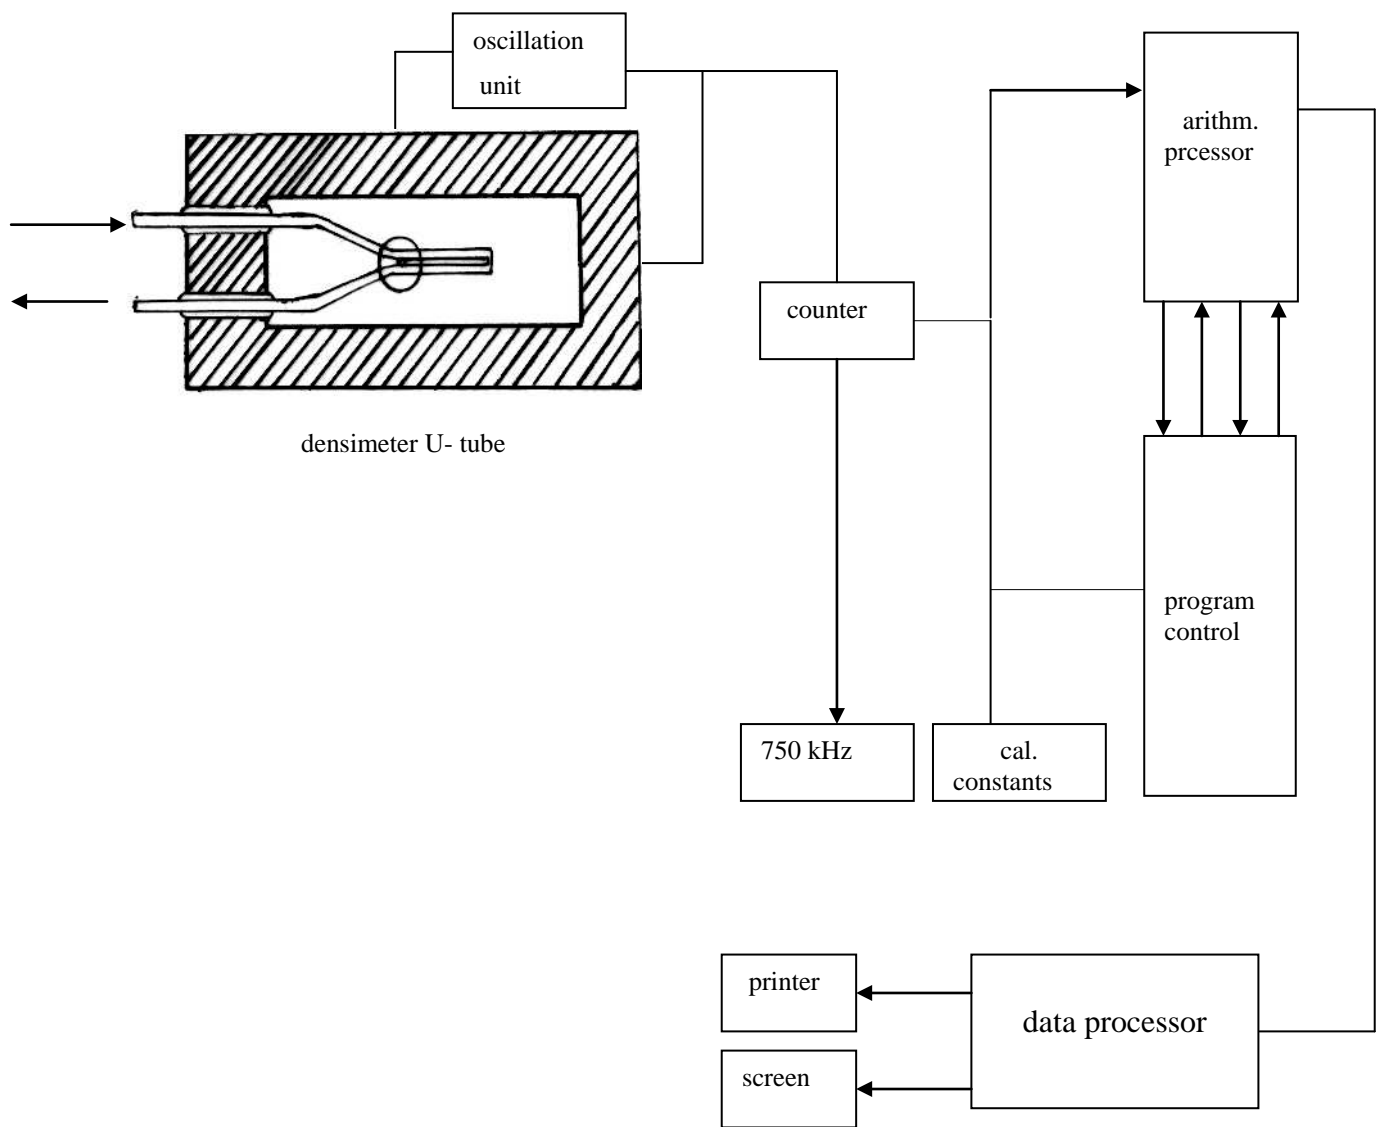 oscillation
unit
arithm.
prcessor
counter
densimeter U- tube
program
control
750 kHz
cal.
constants
printer
data processor
screen